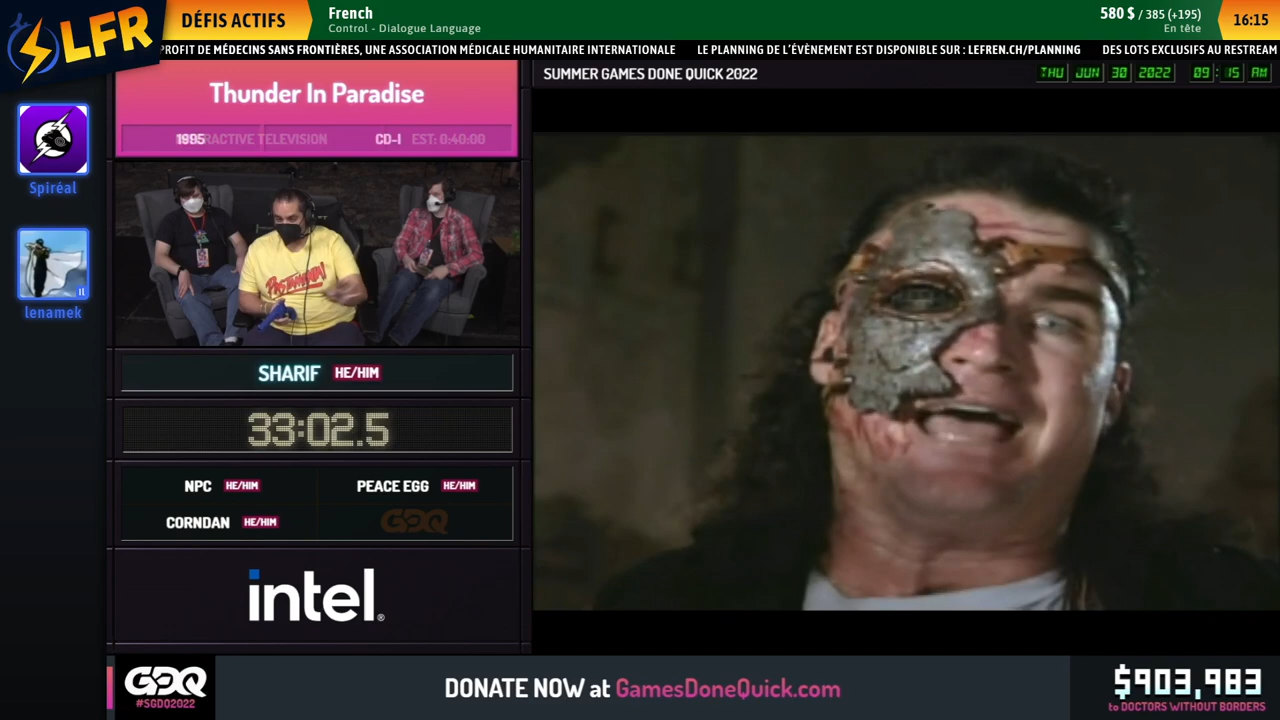 LFR
DÉFIS ACTIFS
French
Control - Dialogue Language
580 $ / 385 (+195)
En tête
16:15
PROFIT DE MÉDECINS SANS FRONTIÈRES, UNE ASSOCIATION MÉDICALE HUMANITAIRE INTERNATIONALE LE PLANNING DE L'ÉVÈNEMENT EST DISPONIBLE SUR : LEFREN.CH/PLANNING DES LOTS EXCLUSIFS AU RESTREAM
Spiréal
lenamek
Thunder In Paradise
1995
TELEVISION
CD-I EST: 0:40:00
SUMMER GAMES DONE QUICK 2022
THU JUN 30 2022 09:15 AM
SHARIF HE/HIM
33:02.5
NPC HE/HIM
PEACE EGG HE/HIM
CORNDAN HE/HIM
GDQ
intel
GDQ
#SGDQ2022
DONATE NOW at GamesDoneQuick.com
$903,983
to DOCTORS WITHOUT BORDERS